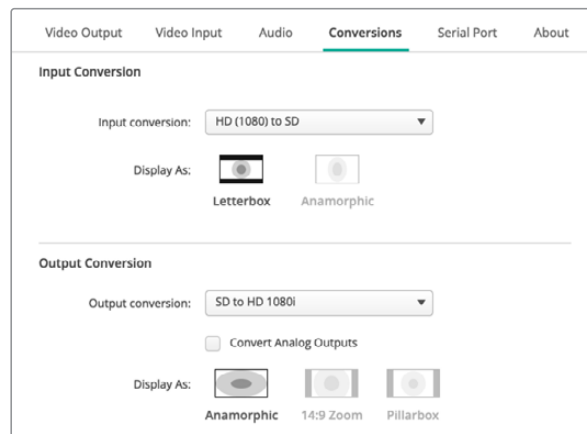 Video Output Video Input Audio Conversions Serial Port About
Input Conversion
Input conversion: HD (1080) to SD
Display As:
Letterbox Anamorphic
Output Conversion
Output conversion: SD to HD 1080i
Convert Analog Outputs
Display As:
Anamorphic 14:9 Zoom Pillarbox